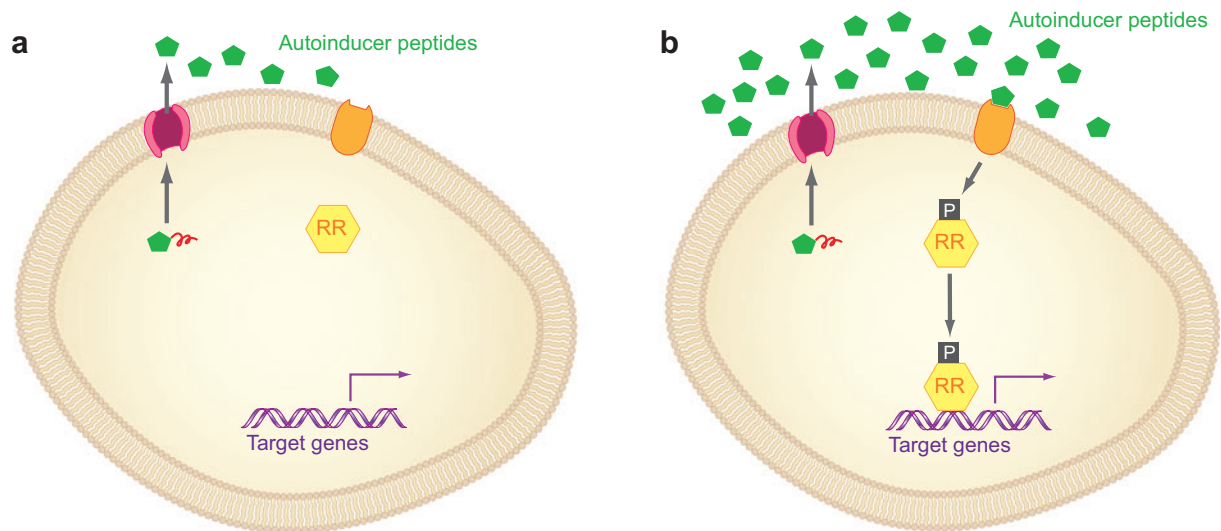 a
Autoinducer peptides
RR
Target genes
b
Autoinducer peptides
P
RR
P
RR
Target genes